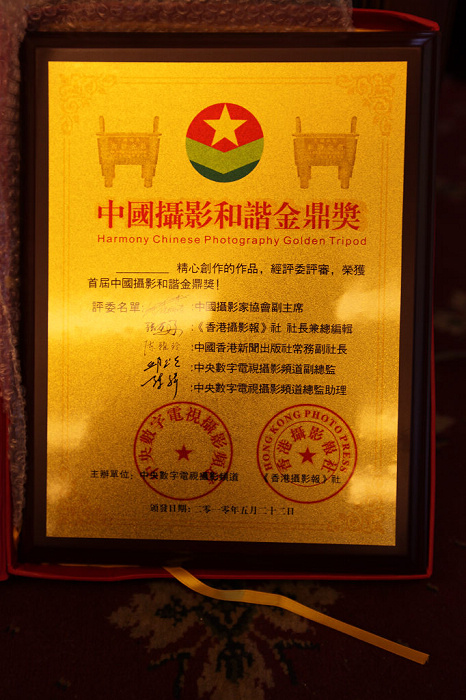 中國攝影和諧金鼎獎
Harmony Chinese Photography Golden Tripod
精心創作的作品，經評委評審，榮獲
首屆中國攝影和諧金鼎獎！
評委名單: :中國攝影家協會副主席
:《香港攝影報》社 社長兼總編輯
:中國香港新聞出版社常務副社長
:中央數字電視攝影頻道副總監
:中央數字電視攝影頻道總監助理
中央數字電視攝影頻道
HONG KONG PHOTO PRESS
香港攝影報社
主辦單位: 中央數字電視攝影頻道 《香港攝影報》社
頒發日期: 二零一零年五月二十二日